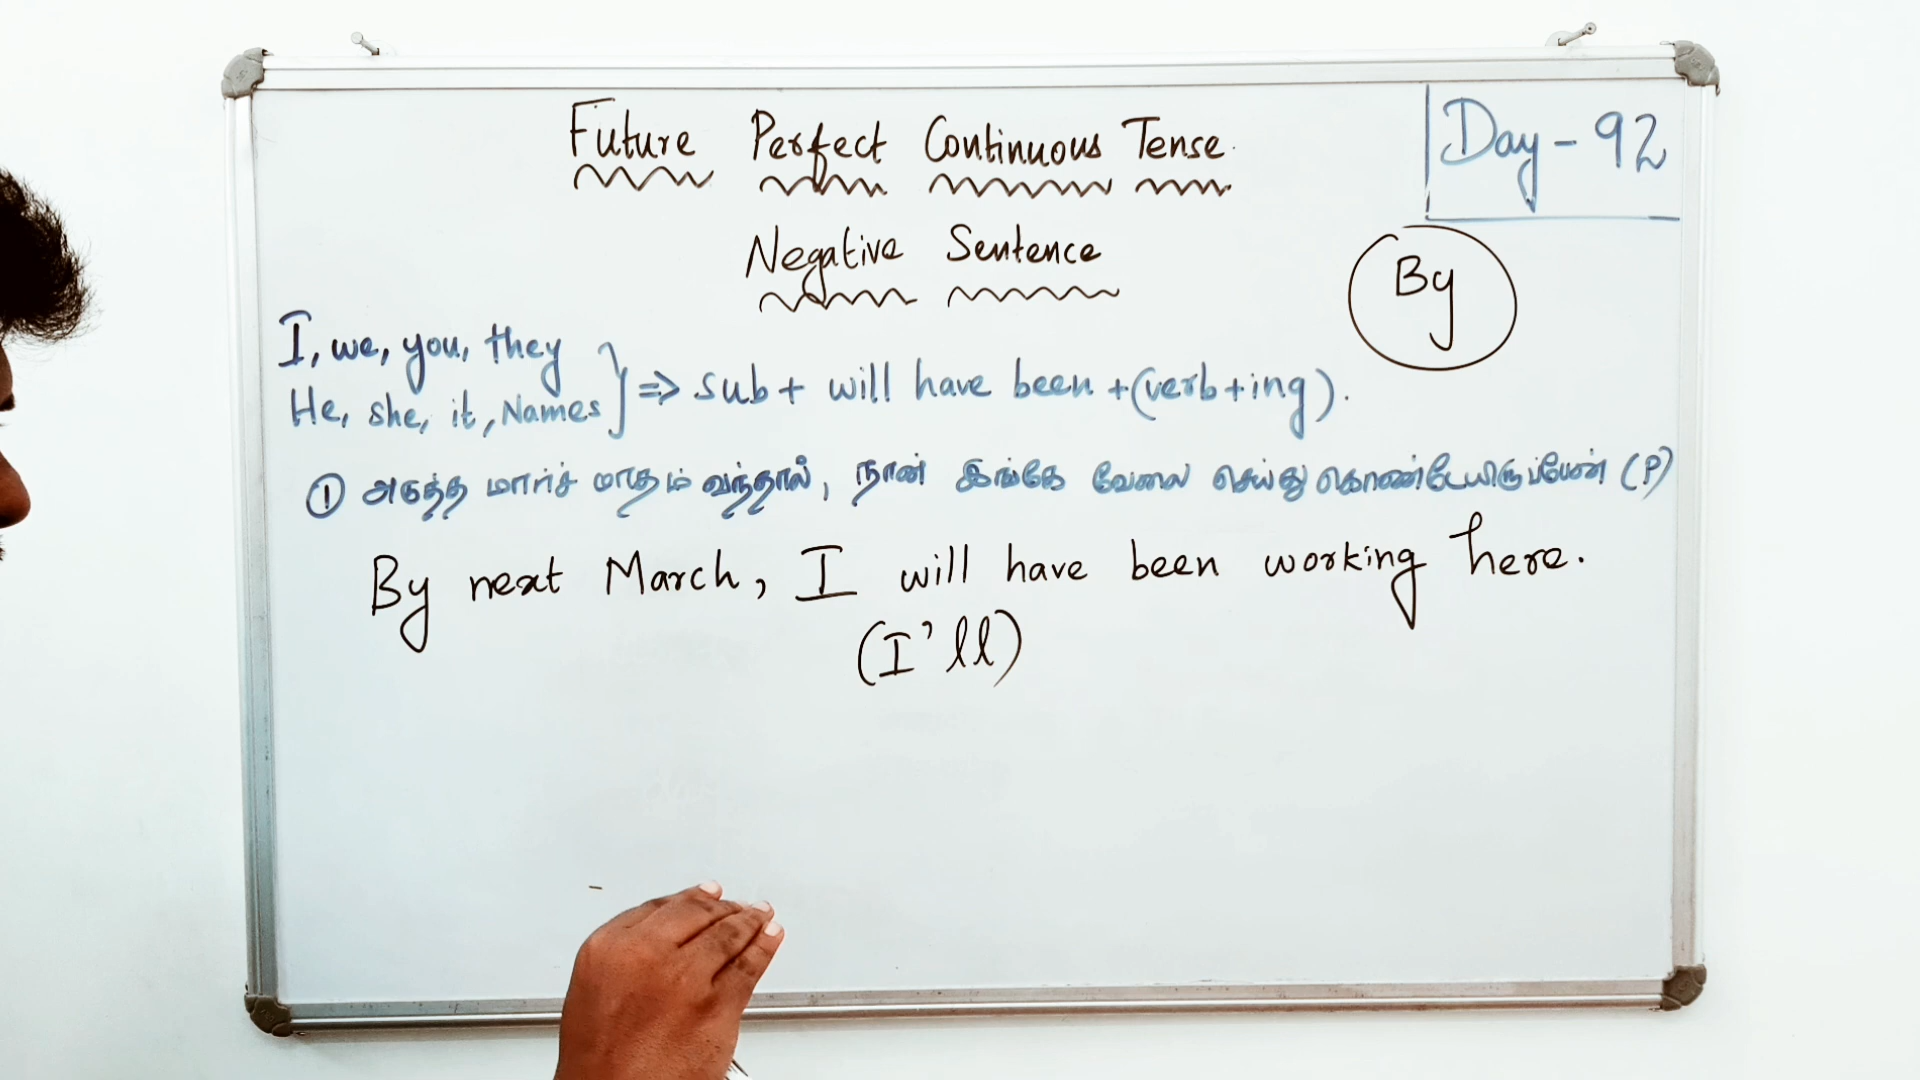 Future Perfect Continuous Tense.
Day - 92
Negative Sentence
By
I, we, you, they
He, she, it, Names } => sub + will have been + (verb+ing).
① அடுத்த மார்ச் மாதம் வந்தால், நான் இங்கே வேலை செய்து கொண்டேயிருப்பேன் (P)
By next March, I will have been working here.
(I'll)